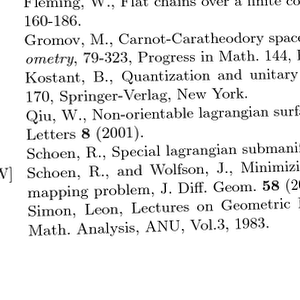 Fleming, W., Flat chains over a finite co
160-186.
Gromov, M., Carnot-Caratheodory spac
ometry, 79-323, Progress in Math. 144,
Kostant, B., Quantization and unitary
170, Springer-Verlag, New York.
Qiu, W., Non-orientable lagrangian surf
Letters 8 (2001).
Schoen, R., Special lagrangian submanif
W] Schoen, R., and Wolfson, J., Minimizi
mapping problem, J. Diff. Geom. 58 (20
Simon, Leon, Lectures on Geometric
Math. Analysis, ANU, Vol.3, 1983.